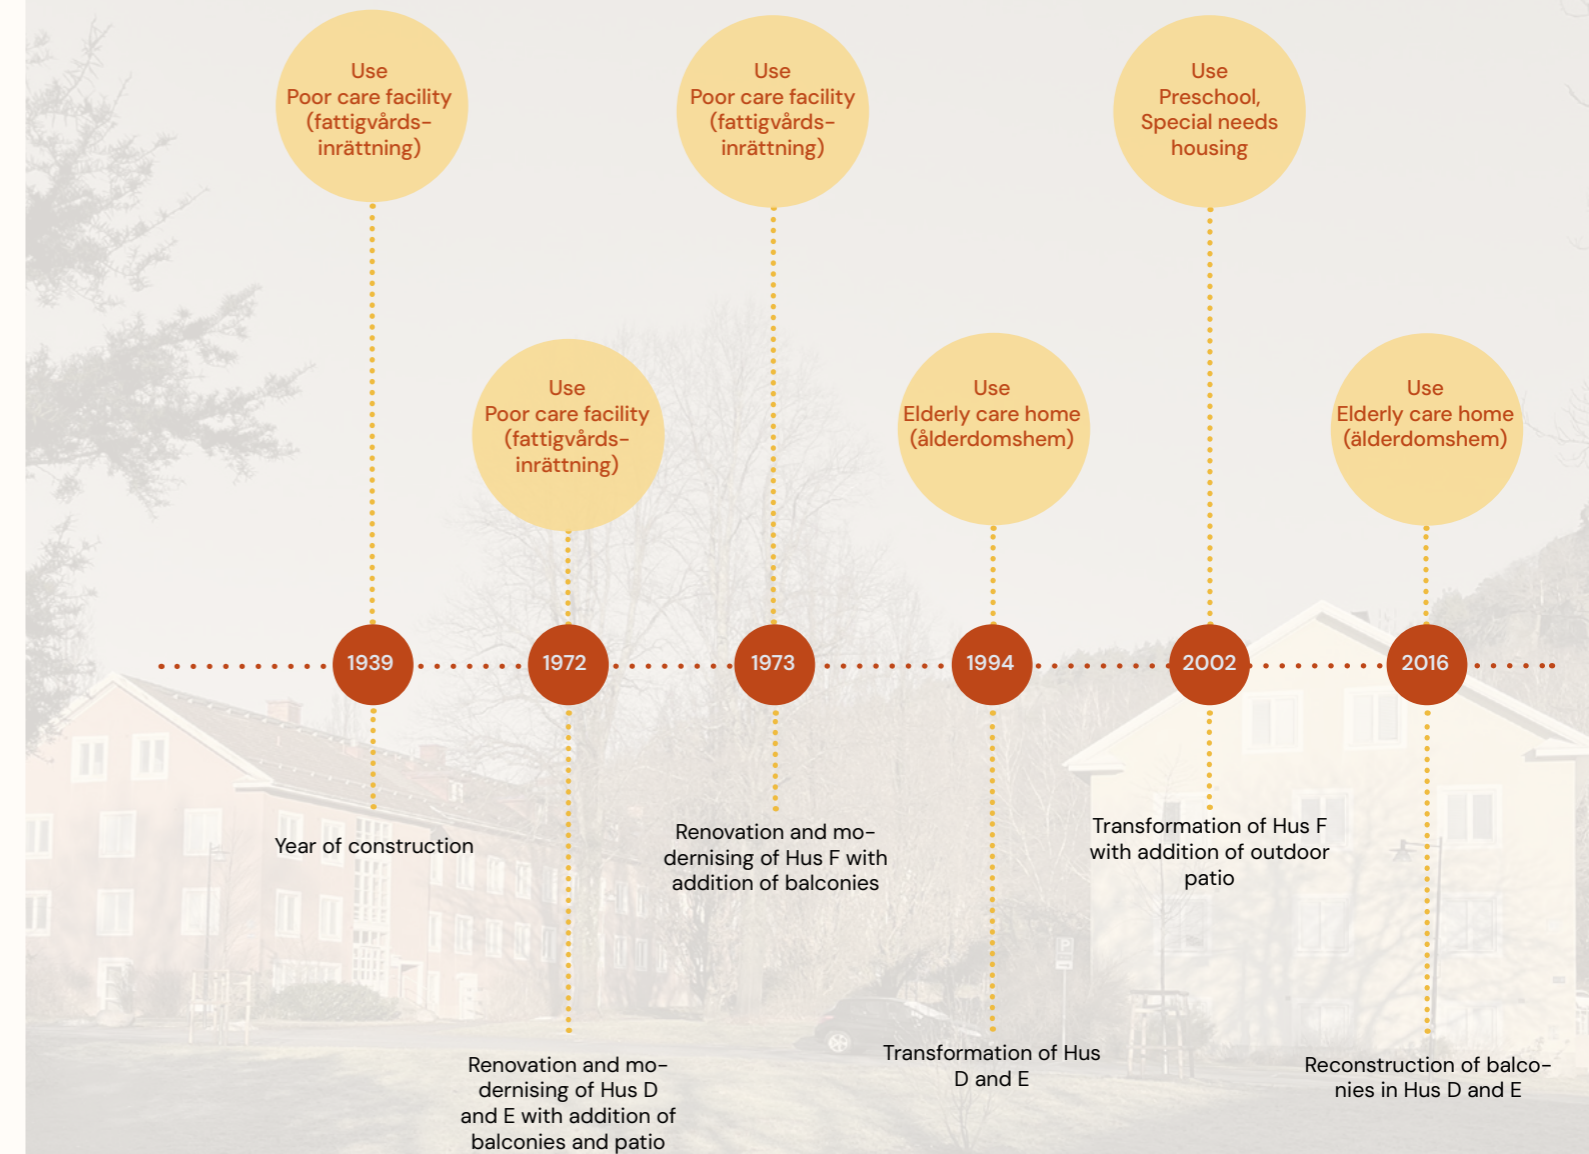 Use
Poor care facility
(fattigvårds-
inrättning)
Use
Poor care facility
(fattigvårds-
inrättning)
Use
Preschool,
Special needs
housing
Use
Poor care facility
(fattigvårds-
inrättning)
Use
Elderly care home
(ålderdomshem)
Use
Elderly care home
(älderdomshem)
1939
1972
1973
1994
2002
2016
Year of construction
Renovation and mo-
dernising of Hus F with
addition of balconies
Transformation of Hus F
with addition of outdoor
patio
Renovation and mo-
dernising of Hus D
and E with addition of
balconies and patio
Transformation of Hus
D and E
Reconstruction of balco-
nies in Hus D and E